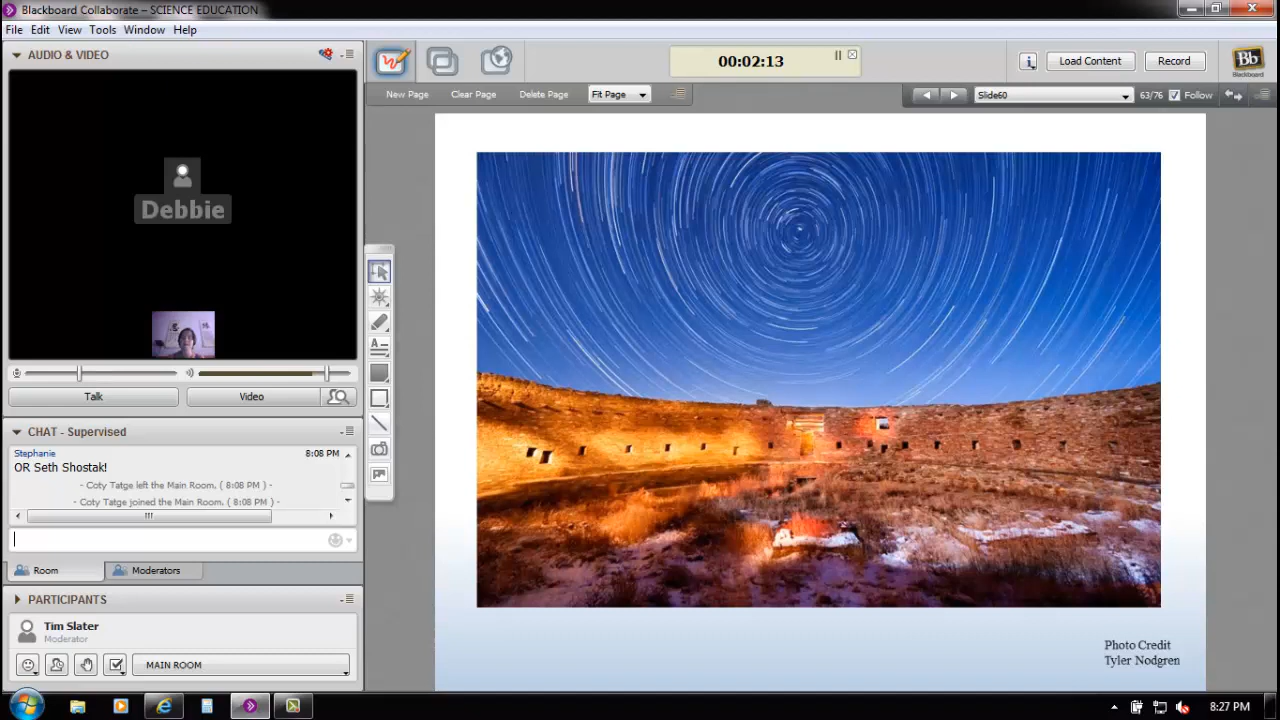 Blackboard Collaborate – SCIENCE EDUCATION
File Edit View Tools Window Help
AUDIO & VIDEO
Debbie
Talk
Video
CHAT - Supervised
Stephanie 8:08 PM
OR Seth Shostak!
- Coty Tatge left the Main Room. ( 8:08 PM ) -
- Coty Tatge joined the Main Room. ( 8:08 PM ) -
Room
Moderators
PARTICIPANTS
Tim Slater
Moderator
MAIN ROOM
00:02:13
Load Content
Record
Bb
Blackboard
New Page Clear Page Delete Page Fit Page
Slide60 63/76 Follow
Photo Credit
Tyler Nodgren
8:27 PM